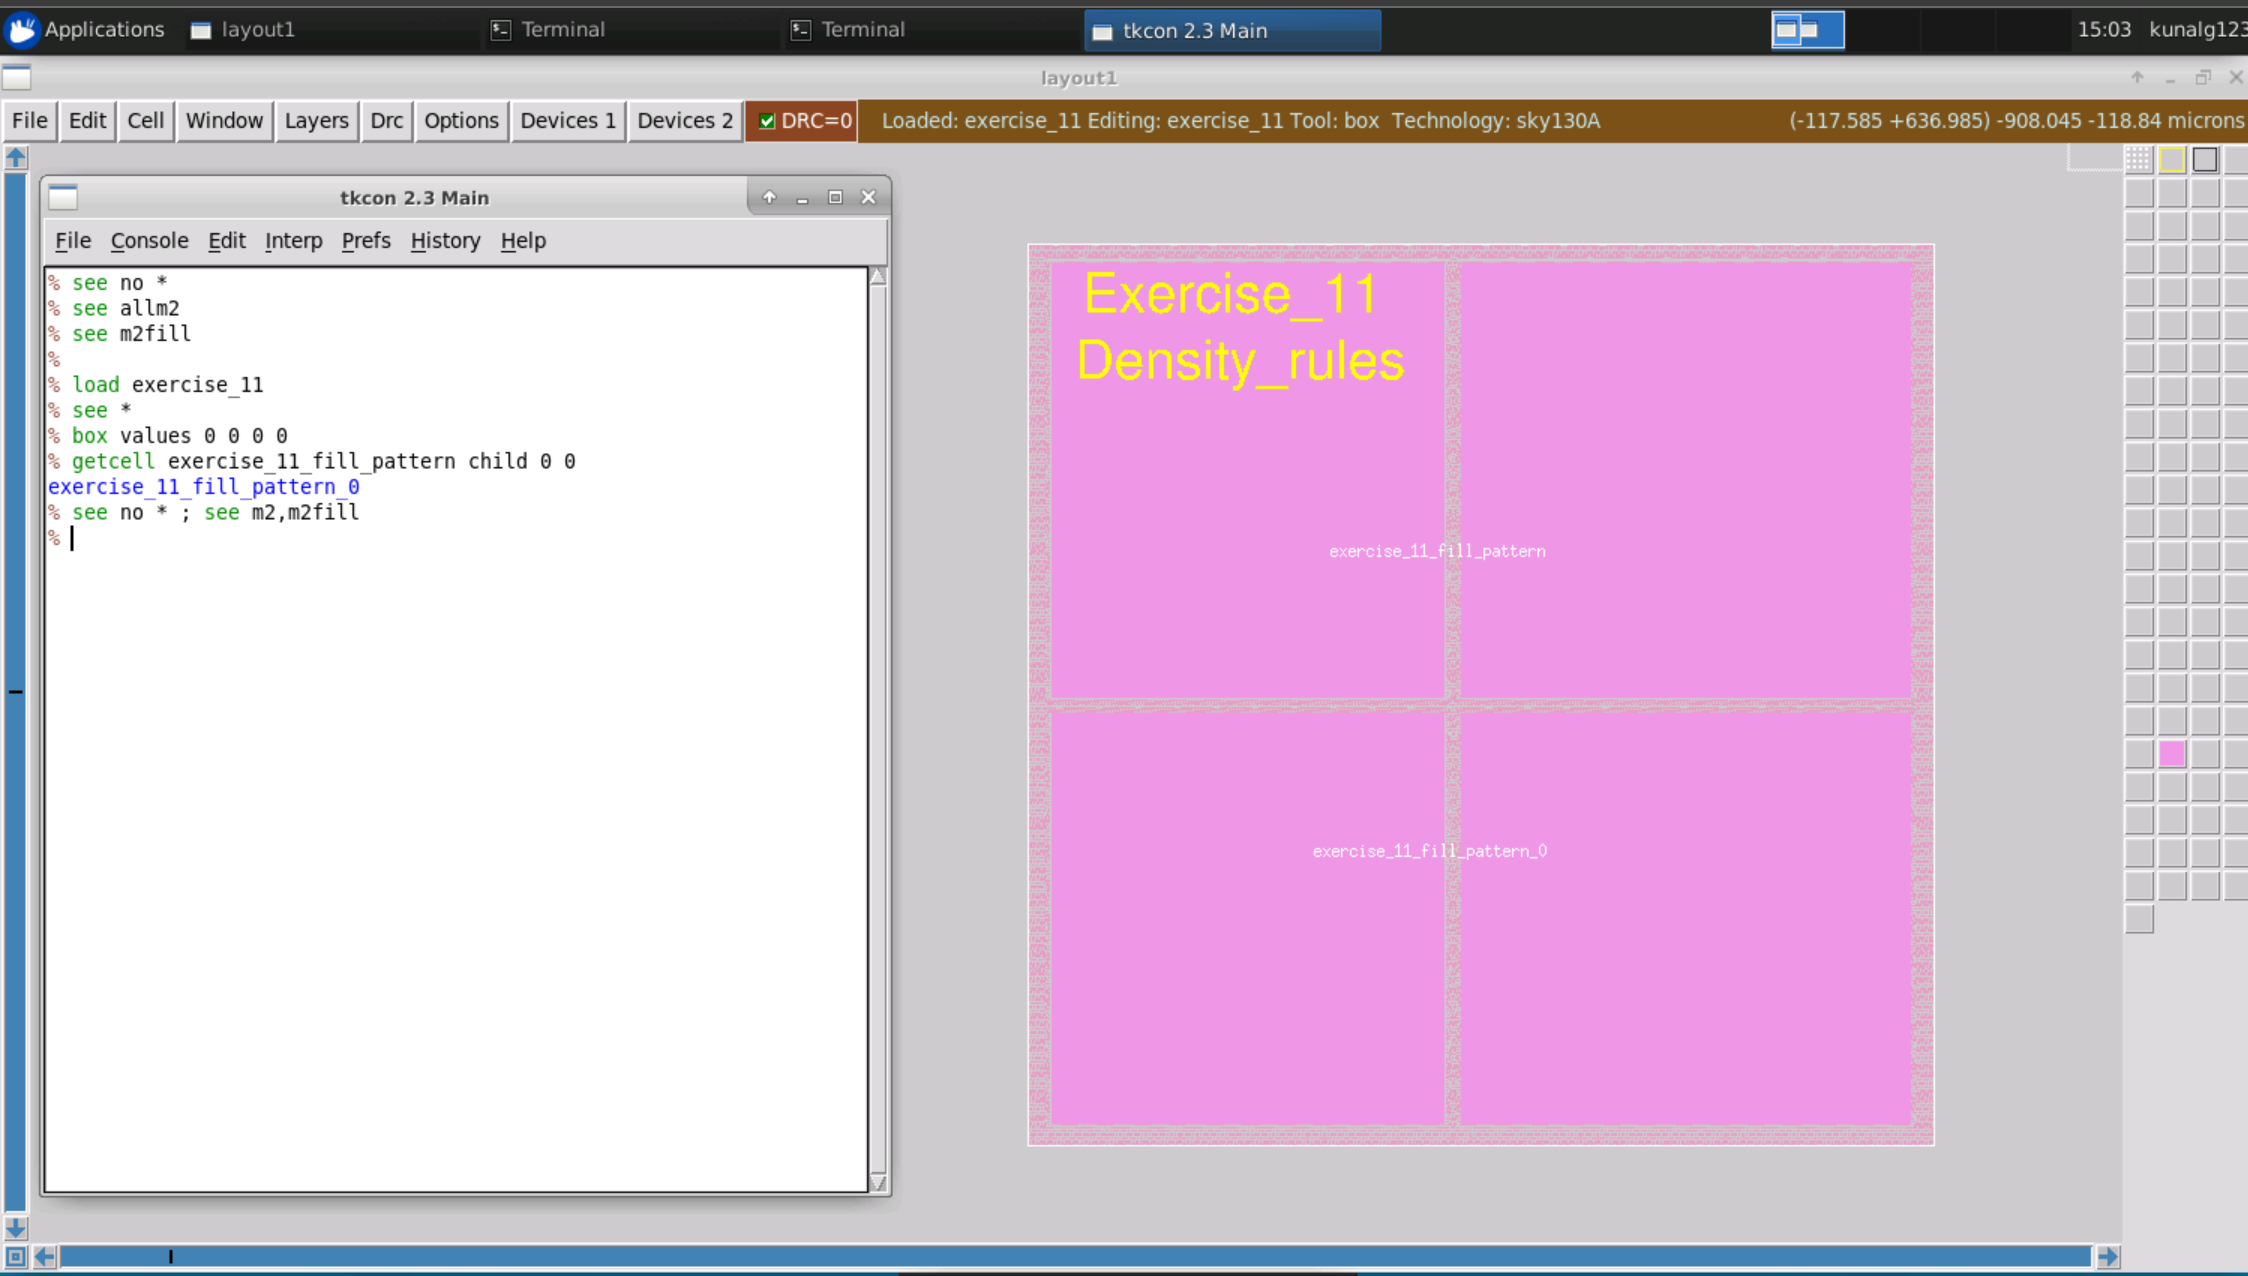 Applications layout1 Terminal Terminal tkcon 2.3 Main 15:03 kunalg123
layout1
File Edit Cell Window Layers Drc Options Devices 1 Devices 2 DRC=0 Loaded: exercise_11 Editing: exercise_11 Tool: box Technology: sky130A (-117.585 +636.985) -908.045 -118.84 microns
tkcon 2.3 Main
File Console Edit Interp Prefs History Help
% see no *
% see allm2
% see m2fill
%
% load exercise_11
% see *
% box values 0 0 0 0
% getcell exercise_11_fill_pattern child 0 0
exercise_11_fill_pattern_0
% see no * ; see m2,m2fill
%
Exercise_11
Density_rules
exercise_11_fill_pattern
exercise_11_fill_pattern_0